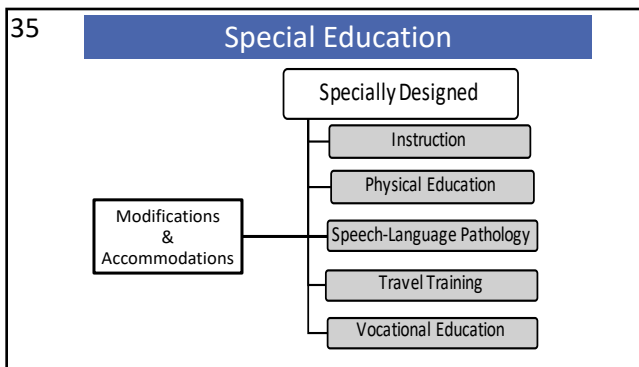 35
Special Education
Specially Designed
Instruction
Physical Education
Modifications
&
Accommodations
Speech-Language Pathology
Travel Training
Vocational Education